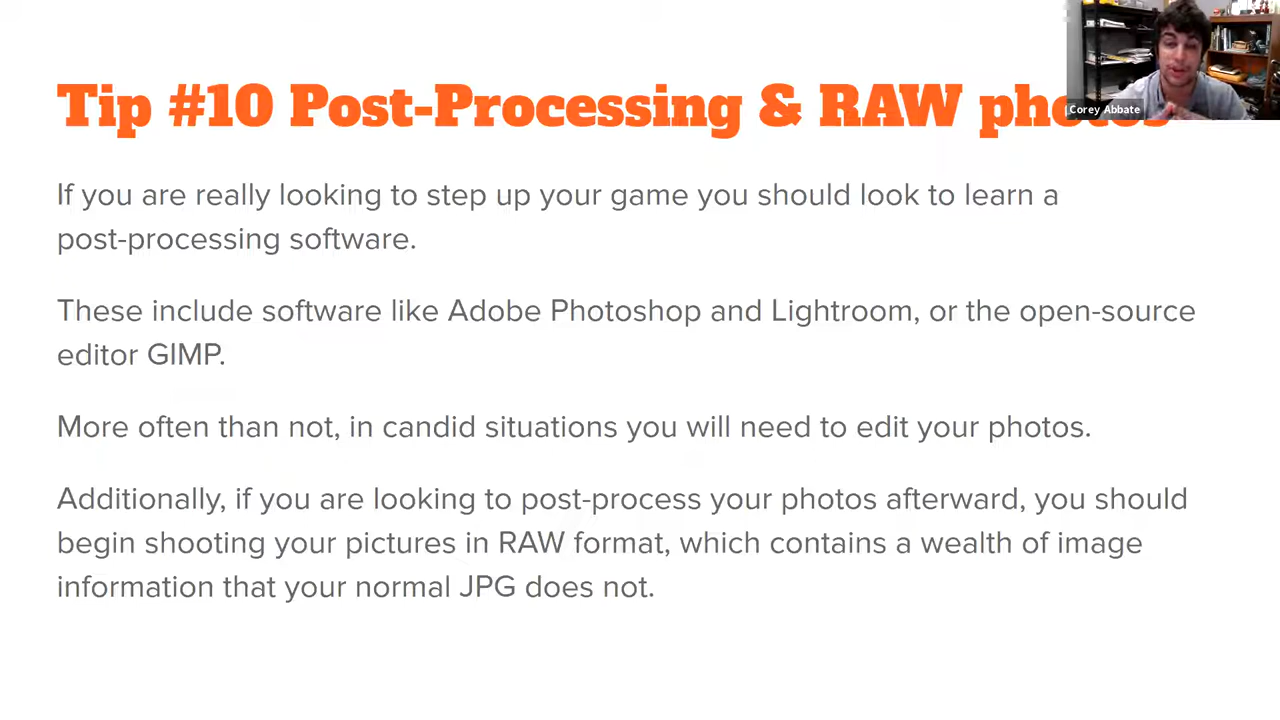 Tip #10 Post-Processing & RAW photos
Corey Abbate
If you are really looking to step up your game you should look to learn a
post-processing software.
These include software like Adobe Photoshop and Lightroom, or the open-source
editor GIMP.
More often than not, in candid situations you will need to edit your photos.
Additionally, if you are looking to post-process your photos afterward, you should
begin shooting your pictures in RAW format, which contains a wealth of image
information that your normal JPG does not.